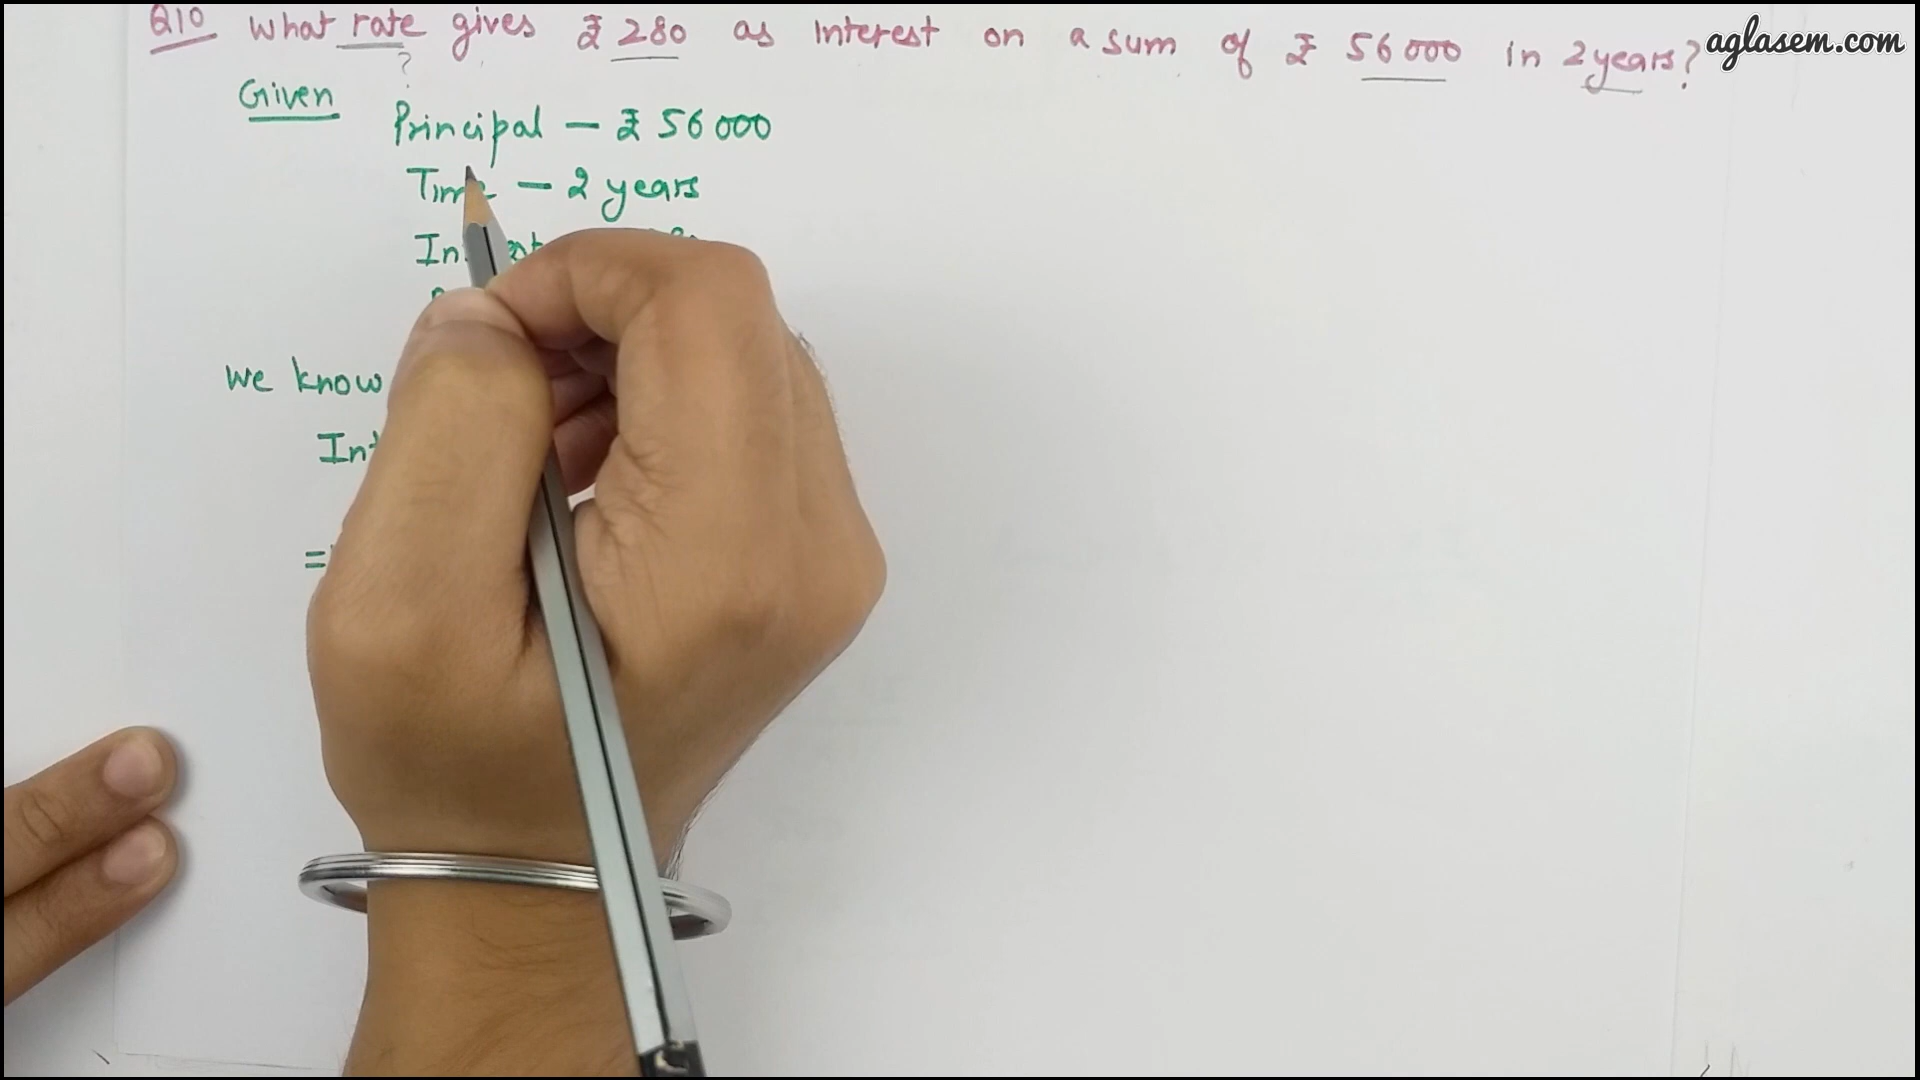 Q10 What rate gives ₹ 280 as interest on a sum of ₹ 56000 in 2 years?
aglasem.com
?
Given
Principal — ₹ 56000
Time — 2 years
We know
=